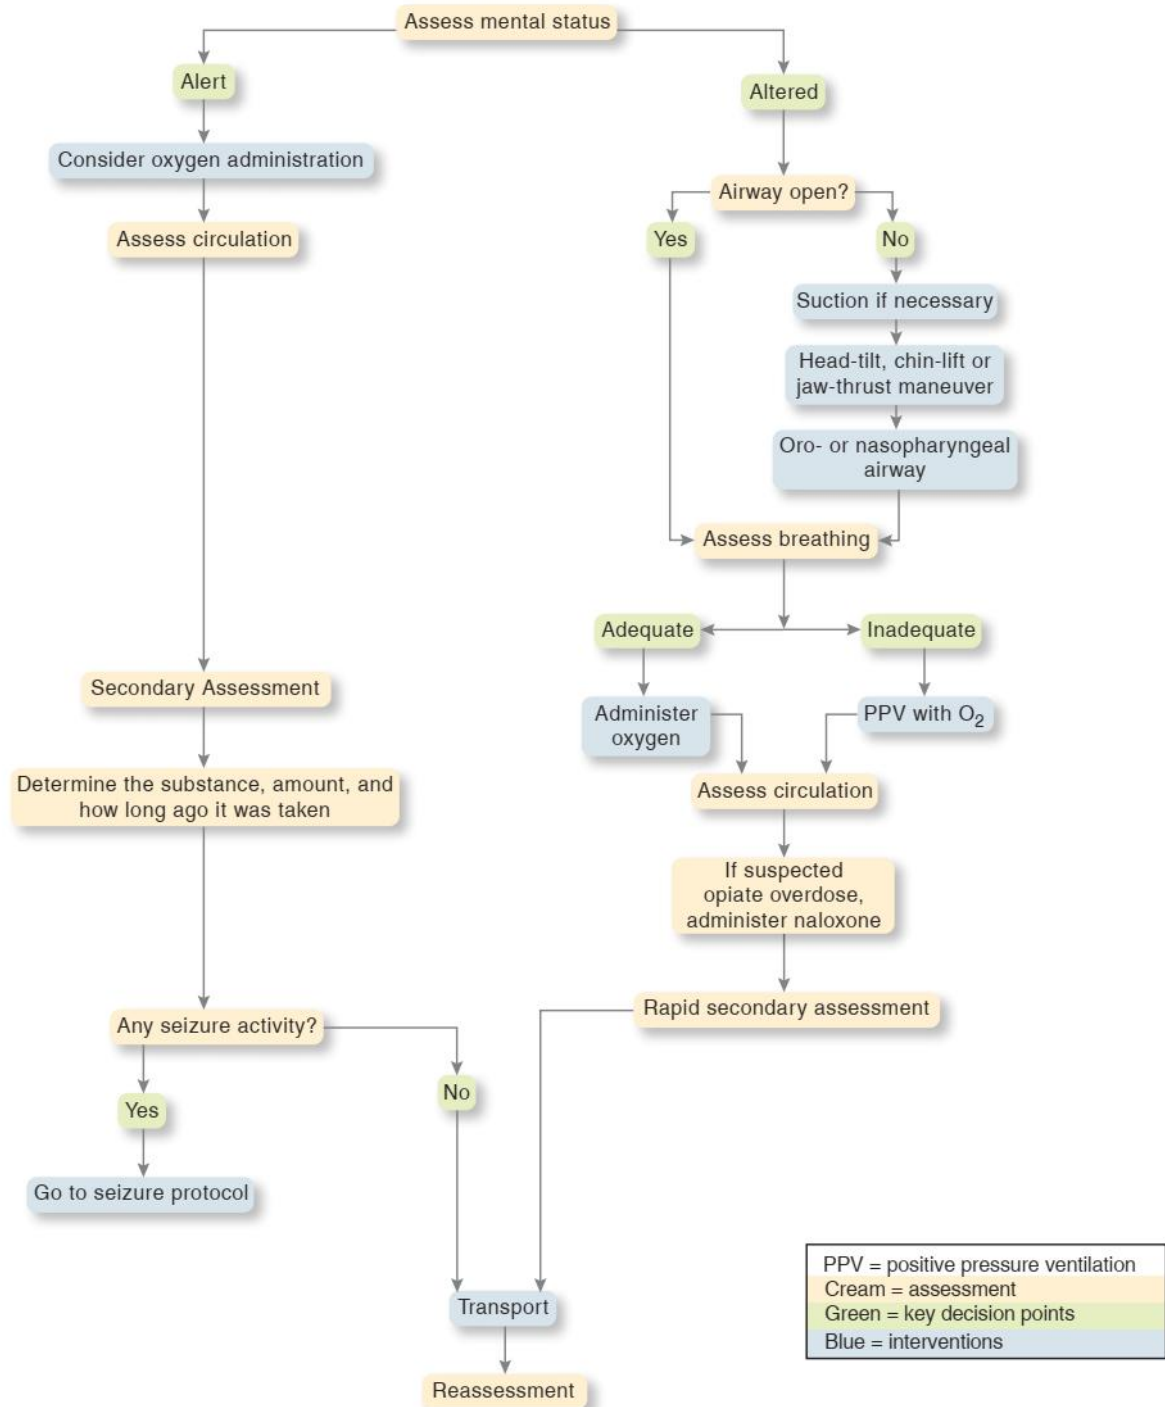 Assess mental status
Alert
Altered
Consider oxygen administration
Airway open?
Assess circulation
Yes
No
Suction if necessary
Head-tilt, chin-lift or
jaw-thrust maneuver
Oro- or nasopharyngeal
airway
Assess breathing
Adequate
Inadequate
Secondary Assessment
Administer
oxygen
PPV with O₂
Determine the substance, amount, and
how long ago it was taken
Assess circulation
If suspected
opiate overdose,
administer naloxone
Rapid secondary assessment
Any seizure activity?
Yes
No
Go to seizure protocol
Transport
Reassessment
PPV = positive pressure ventilation
Cream = assessment
Green = key decision points
Blue = interventions